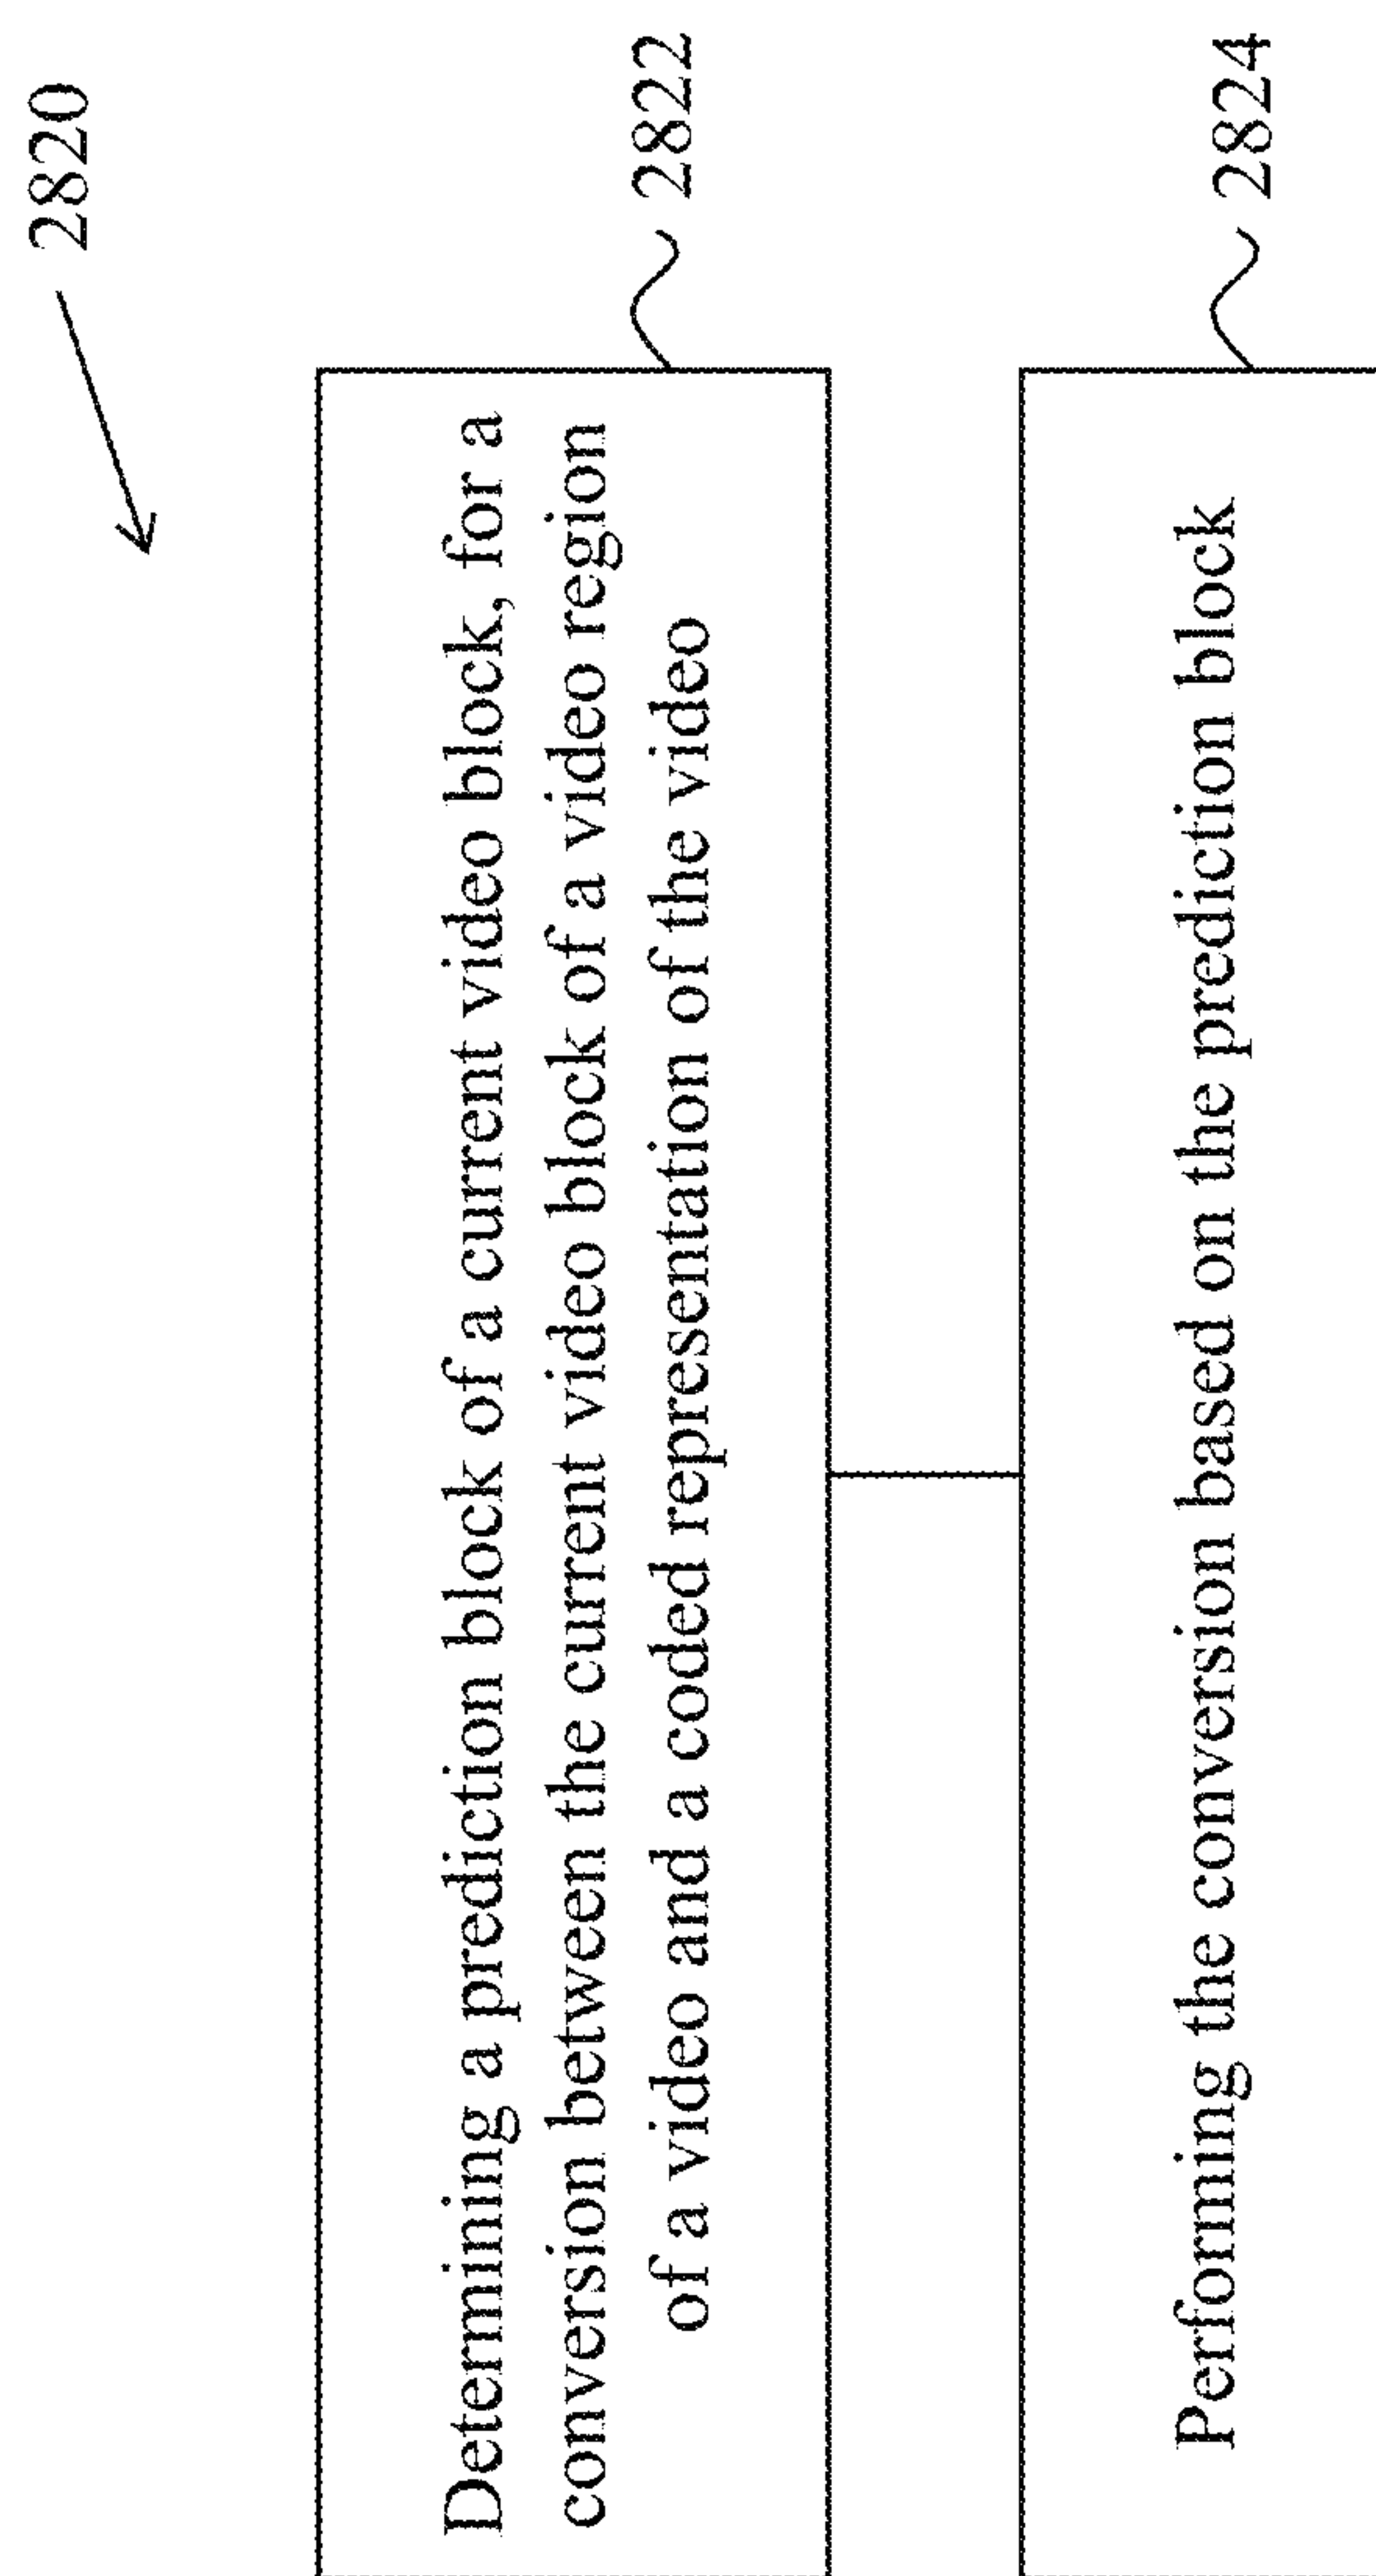 2820
Determining a prediction block of a current video block, for a
conversion between the current video block of a video region
of a video and a coded representation of the video
2822
Performing the conversion based on the prediction block
2824